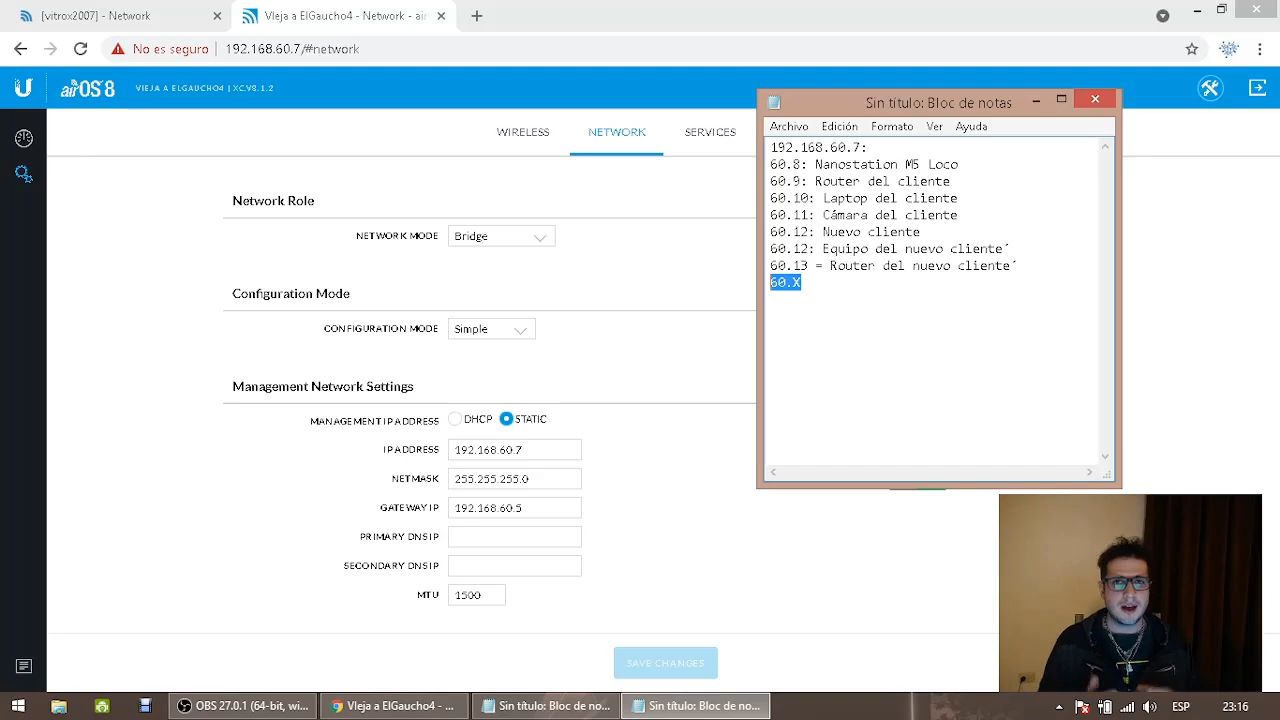 [vitrox2007] - Network
VIeja a ElGaucho4 - Network - air
No es seguro
192.168.60.7/#network
airOS 8
VIEJA A ELGAUCHO4 | XC.V8.1.2
WIRELESS
NETWORK
SERVICES
Network Role
NETWORK MODE
Bridge
Configuration Mode
CONFIGURATION MODE
Simple
Management Network Settings
MANAGEMENT IP ADDRESS
DHCP
STATIC
IP ADDRESS
192.168.60.7
NETMASK
255.255.255.0
GATEWAY IP
192.168.60.5
PRIMARY DNS IP
SECONDARY DNS IP
MTU
1500
SAVE CHANGES
Sin título: Bloc de notas
Archivo Edición Formato Ver Ayuda
192.168.60.7:
60.8: Nanostation M5 Loco
60.9: Router del cliente
60.10: Laptop del cliente
60.11: Cámara del cliente
60.12: Nuevo cliente
60.12: Equipo del nuevo cliente´
60.13 = Router del nuevo cliente´
60.X
OBS 27.0.1 (64-bit, wi...
VIeja a ElGaucho4 - ...
Sin título: Bloc de no...
Sin título: Bloc de no...
ESP
23:16